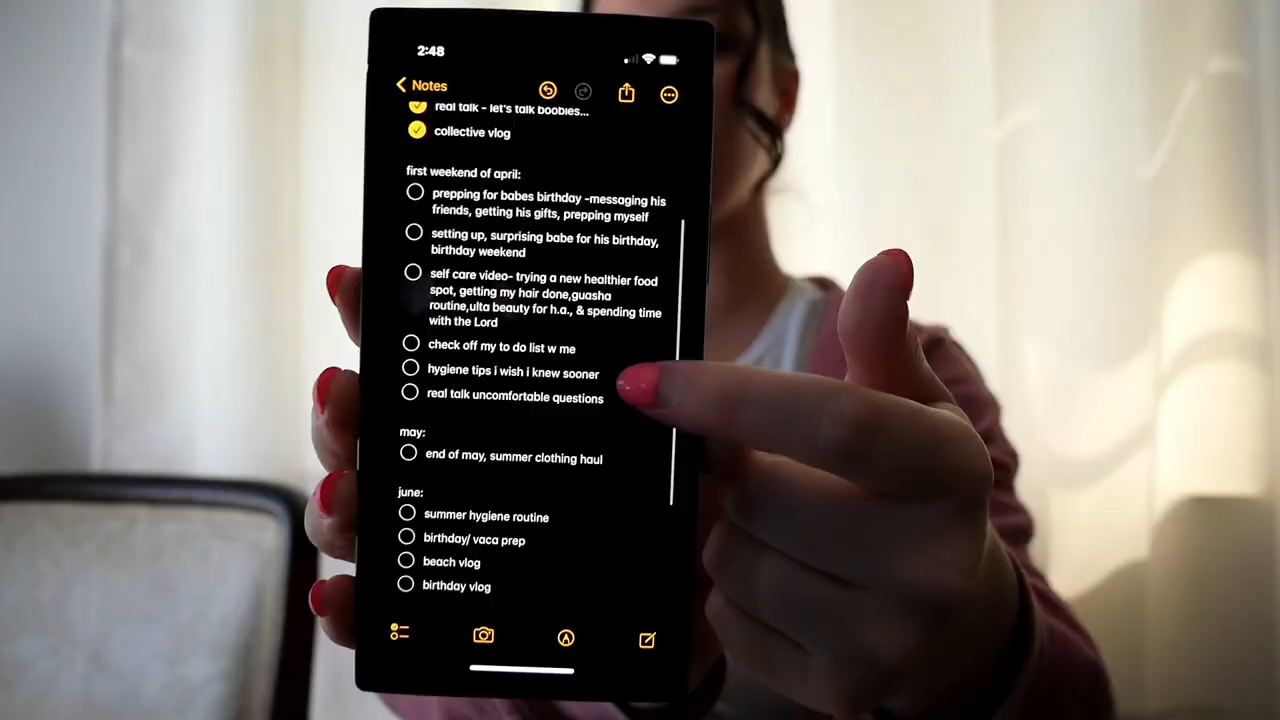 2:48
Notes
real talk - let's talk boobies...
collective vlog
first weekend of april:
prepping for babes birthday -messaging his
friends, getting his gifts, prepping myself
setting up, surprising babe for his birthday,
birthday weekend
self care video- trying a new healthier food
spot, getting my hair done,guasha
routine,ulta beauty for h.a., & spending time
with the Lord
check off my to do list w me
hygiene tips i wish i knew sooner
real talk uncomfortable questions
may:
end of may, summer clothing haul
june:
summer hygiene routine
birthday/ vaca prep
beach vlog
birthday vlog